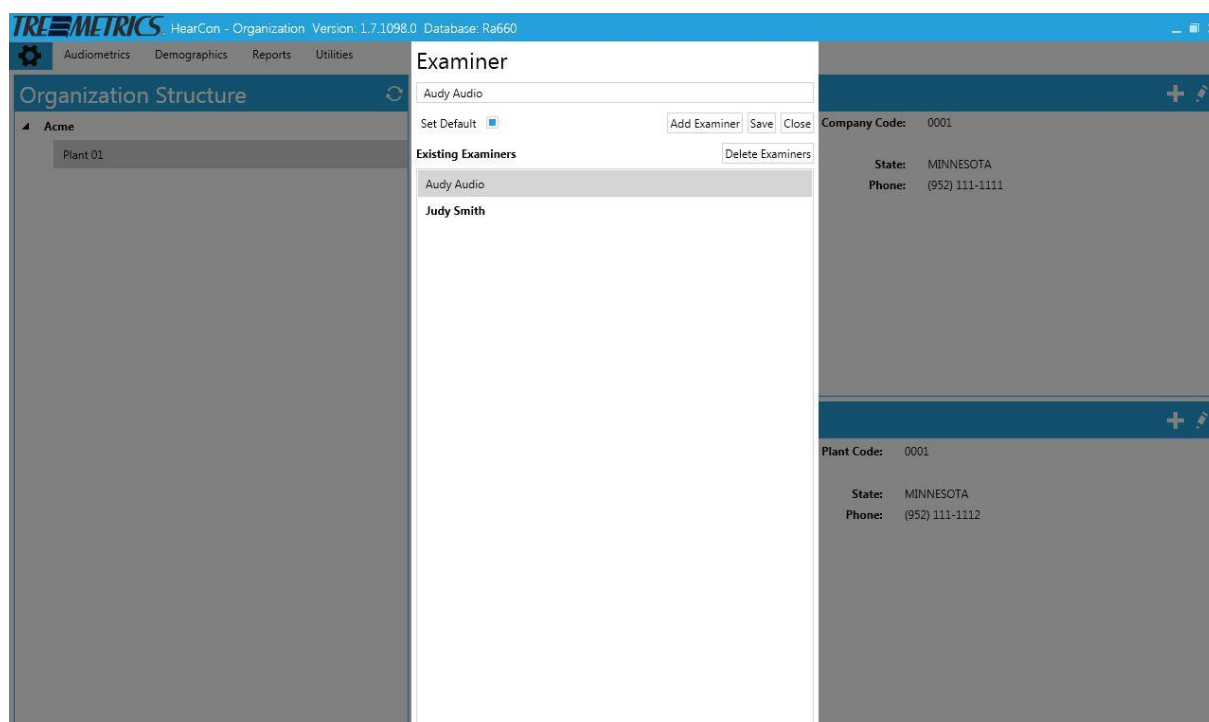 TREMETRICS. HearCon - Organization Version: 1.7.1098.0 Database: Ra660
Audiometrics Demographics Reports Utilities
Organization Structure
Acme
Plant 01
Examiner
Audy Audio
Set Default Add Examiner Save Close
Existing Examiners Delete Examiners
Audy Audio
Judy Smith
Company Code: 0001
State: MINNESOTA
Phone: (952) 111-1111
Plant Code: 0001
State: MINNESOTA
Phone: (952) 111-1112